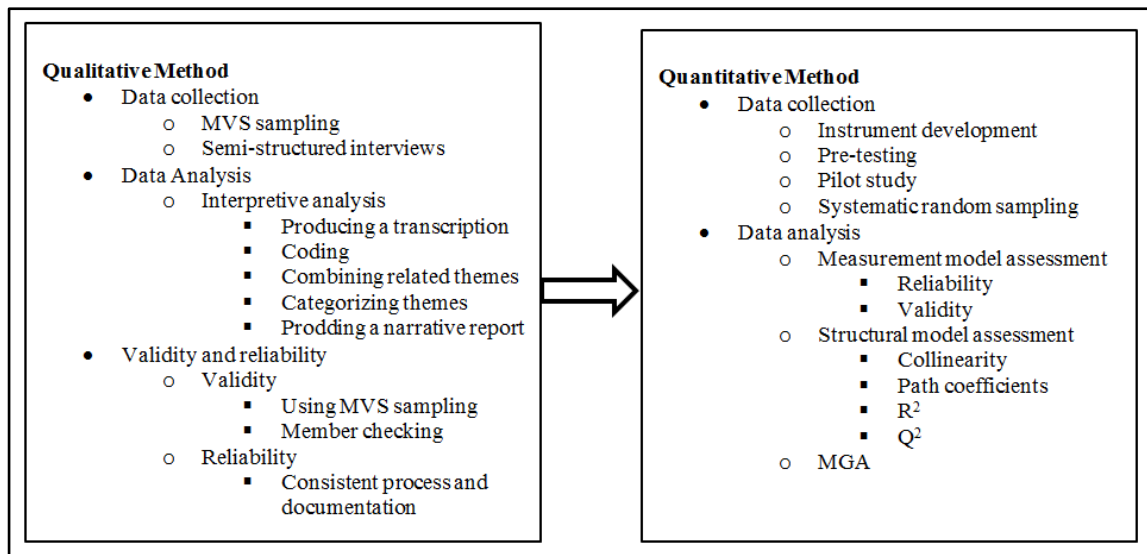 Qualitative Method
• Data collection
o MVS sampling
o Semi-structured interviews
• Data Analysis
o Interpretive analysis
▪ Producing a transcription
▪ Coding
▪ Combining related themes
▪ Categorizing themes
▪ Prodding a narrative report
• Validity and reliability
o Validity
▪ Using MVS sampling
▪ Member checking
o Reliability
▪ Consistent process and
documentation
Quantitative Method
• Data collection
o Instrument development
o Pre-testing
o Pilot study
o Systematic random sampling
• Data analysis
o Measurement model assessment
▪ Reliability
▪ Validity
o Structural model assessment
▪ Collinearity
▪ Path coefficients
▪ R²
▪ Q²
o MGA